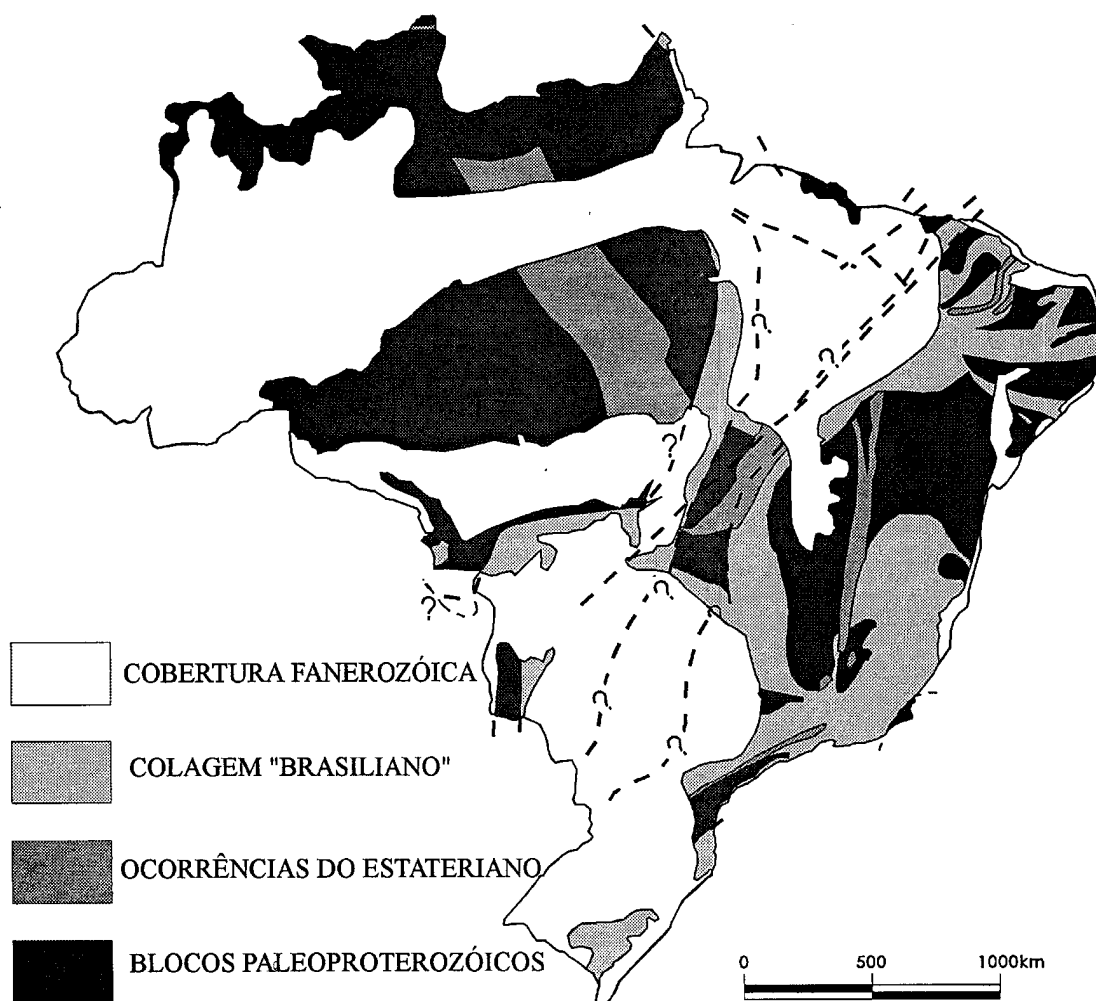 ?
?
?
?
?
?
?
?
COBERTURA FANEROZÓICA
COLAGEM "BRASILIANO"
OCORRÊNCIAS DO ESTATERIANO
BLOCOS PALEOPROTEROZÓICOS
0 500 1000km